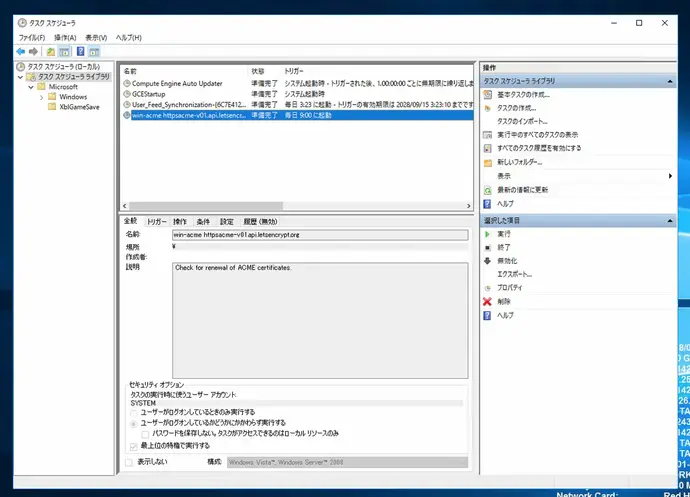 タスク スケジューラ
ファイル(F) 操作(A) 表示(V) ヘルプ(H)
タスク スケジューラ (ローカル)
タスク スケジューラ ライブラリ
Microsoft
Windows
XblGameSave
名前 状態 トリガー
Compute Engine Auto Updater 準備完了 システム起動時 - トリガーされた後、1.00:00:00 ごとに無期限に繰り返しま
GCEStartup 準備完了 システム起動時
User_Feed_Synchronization-{6C7E412... 準備完了 毎日 3:23 に起動 - トリガーの有効期限は 2028/09/15 3:23:10 までです
win-acme httpsacme-v01.api.letsenc... 準備完了 毎日 9:00 に起動
全般 トリガー 操作 条件 設定 履歴 (無効)
名前: win-acme httpsacme-v01.api.letsencrypt.org
場所 ¥
作成者:
説明 Check for renewal of ACME certificates.
セキュリティ オプション
タスクの実行時に使うユーザー アカウント:
SYSTEM
ユーザーがログオンしているときのみ実行する
ユーザーがログオンしているかどうかにかかわらず実行する
パスワードを保存しない。タスクがアクセスできるのはローカル リソースのみ
最上位の特権で実行する
表示しない 構成: Windows Vista™, Windows Server™ 2008
操作
タスク スケジューラ ライブラリ
基本タスクの作成...
タスクの作成...
タスクのインポート...
実行中のすべてのタスクの表示
すべてのタスク履歴を有効にする
新しいフォルダー...
表示
最新の情報に更新
ヘルプ
選択した項目
実行
終了
無効化
エクスポート...
プロパティ
削除
ヘルプ
Network Card:
Red H